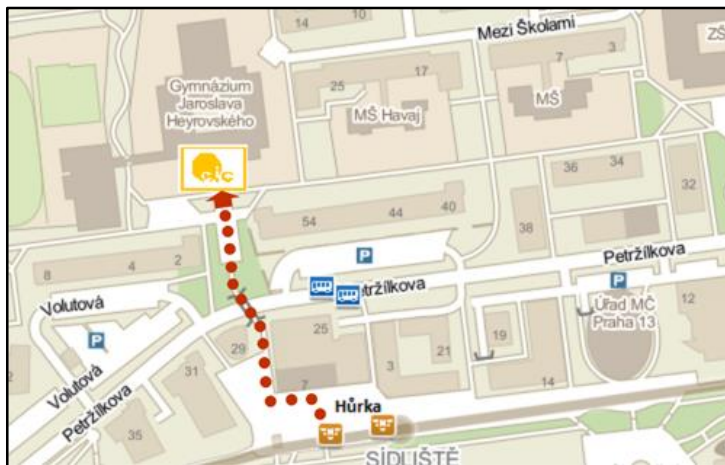 14
10
Mezi Školami
7
3
ZŠ
Gymnázium
Jaroslava
Heyrovského
25
17
MŠ Havaj
MŠ
cic
36
34
32
54
44
40
38
8
4
2
P
Petržílkova
Volutová
P
Úřad MČ
Praha 13
12
P
29
25
19
21
3
31
7
14
Volutová
Petržílkova
35
Hůrka
SÍDLIŠTĚ